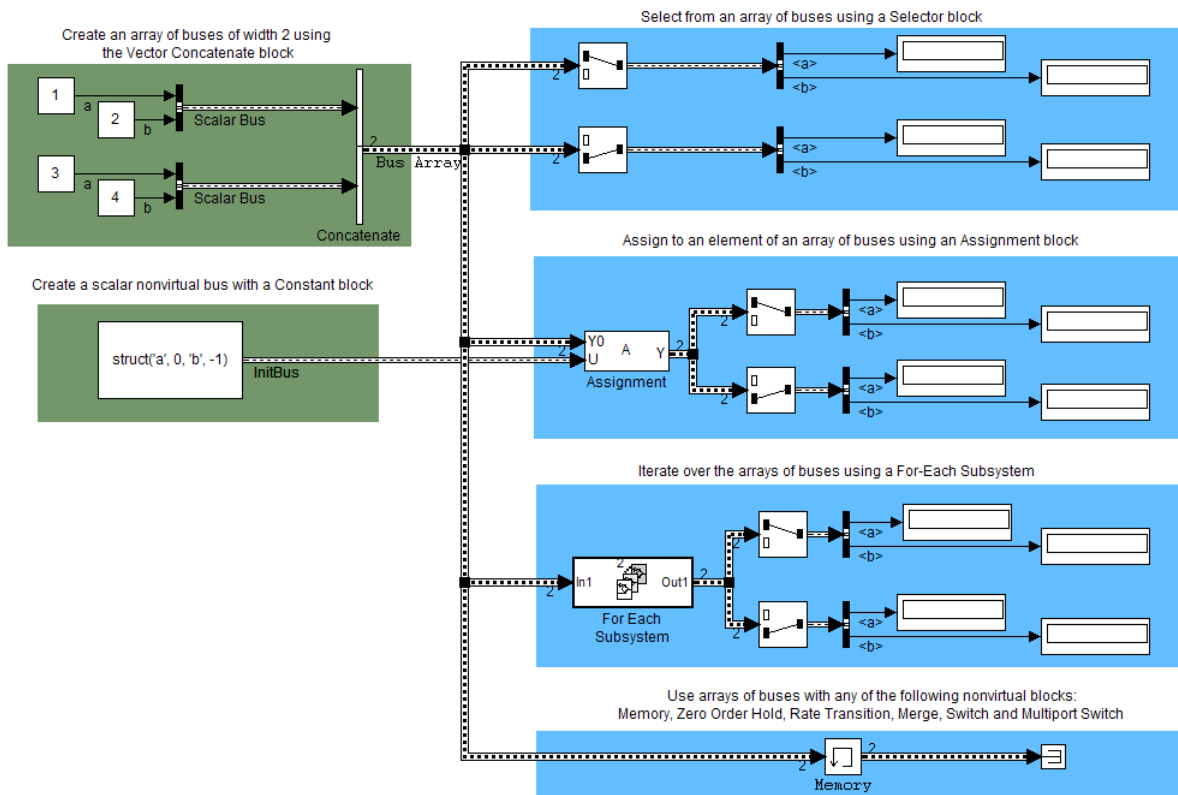 Create an array of buses of width 2 using
the Vector Concatenate block
1
a
2
b
Scalar Bus
3
a
4
b
Scalar Bus
2
Bus Array
Concatenate
Select from an array of buses using a Selector block
2
<a>
<b>
2
<a>
<b>
Create a scalar nonvirtual bus with a Constant block
struct('a', 0, 'b', -1)
InitBus
Assign to an element of an array of buses using an Assignment block
2
Y0
U
A
Y
2
Assignment
2
<a>
<b>
2
<a>
<b>
Iterate over the arrays of buses using a For-Each Subsystem
2
In1
2
Out1
2
For Each
Subsystem
2
<a>
<b>
2
<a>
<b>
Use arrays of buses with any of the following nonvirtual blocks:
Memory, Zero Order Hold, Rate Transition, Merge, Switch and Multiport Switch
2
2
Memory